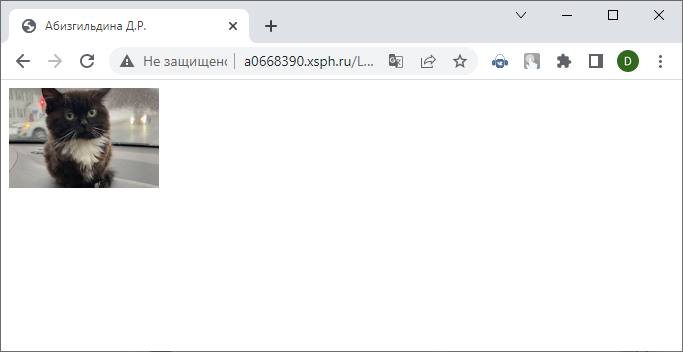 Абизгильдина Д.Р.
Не защищено a0668390.xsph.ru/L...
D